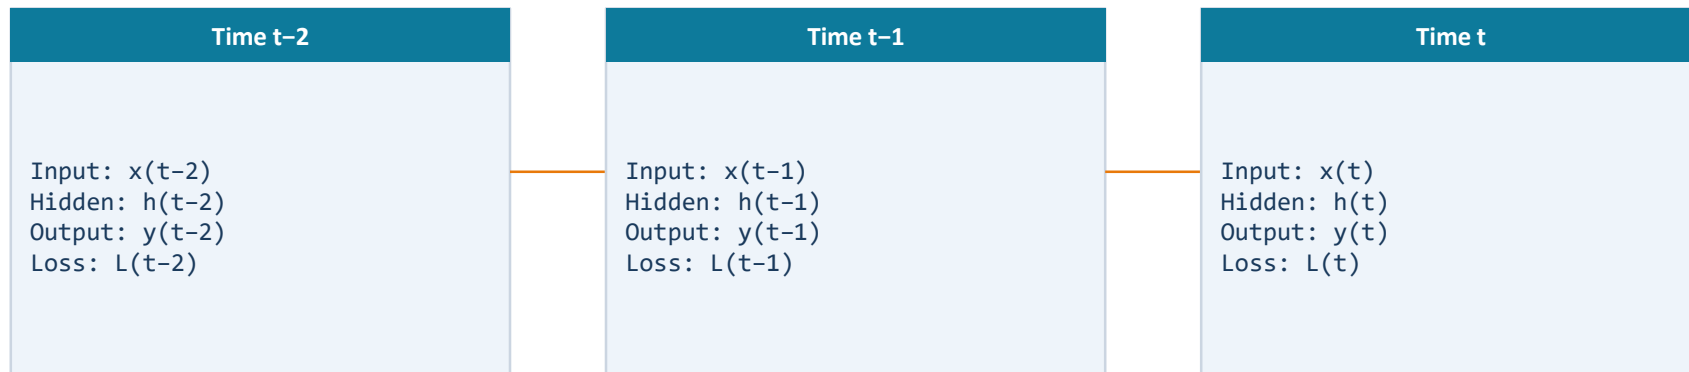 Time t−2
Input: x(t−2)
Hidden: h(t−2)
Output: y(t−2)
Loss: L(t−2)
Time t−1
Input: x(t−1)
Hidden: h(t−1)
Output: y(t−1)
Loss: L(t−1)
Time t
Input: x(t)
Hidden: h(t)
Output: y(t)
Loss: L(t)